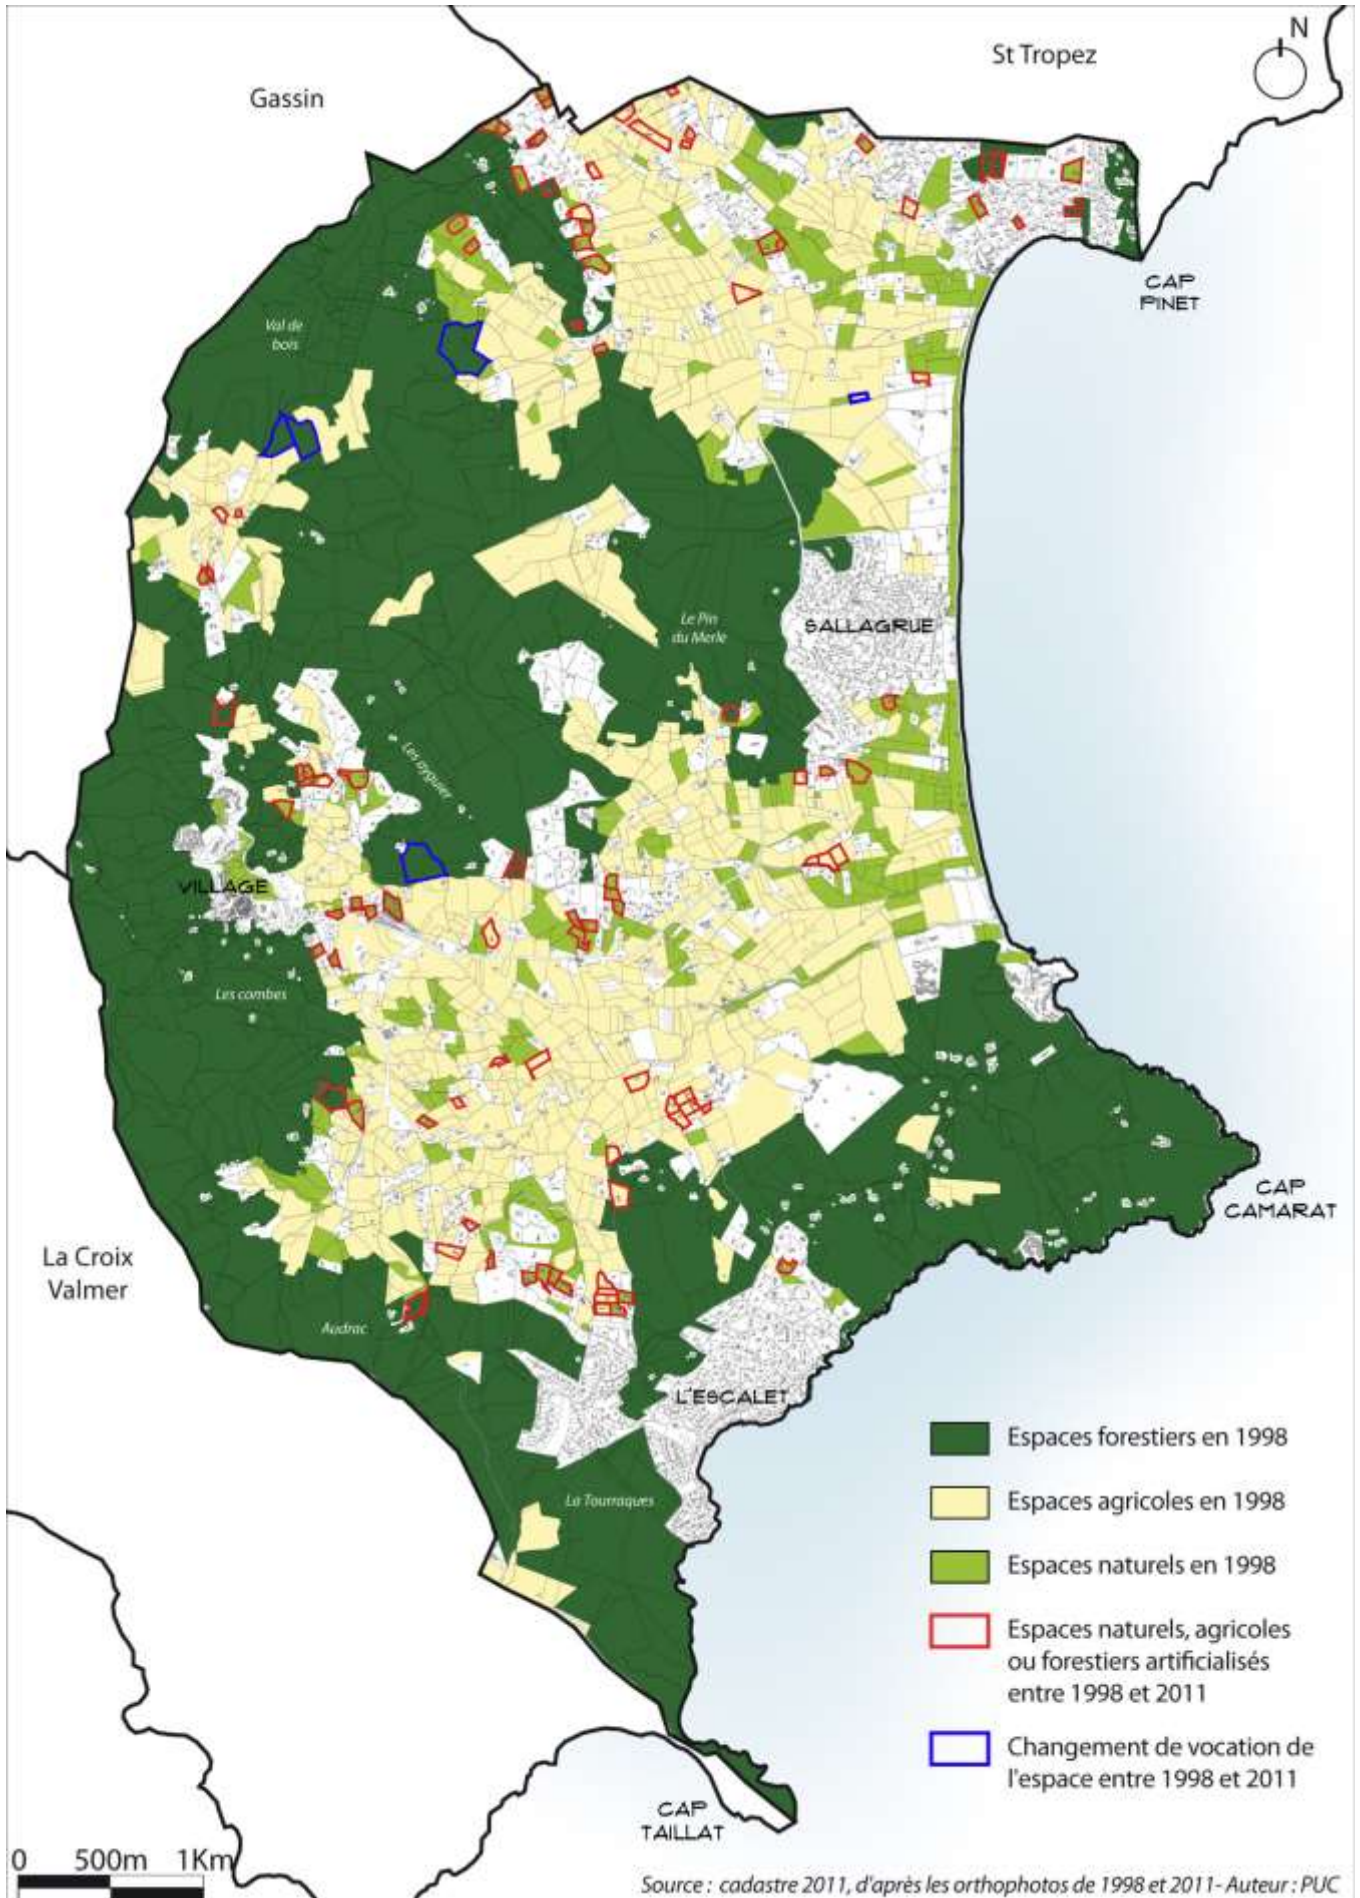 N
St Tropez
Gassin
CAP
PINET
Val de
bois
Le Pin
du Merle
SALLAGRUE
Les ayguier
VILLAGE
Les combes
CAP
CAMARAT
La Croix
Valmer
Audrac
L'ESCALET
La Tourraques
Espaces forestiers en 1998
Espaces agricoles en 1998
Espaces naturels en 1998
Espaces naturels, agricoles
ou forestiers artificialisés
entre 1998 et 2011
Changement de vocation de
l'espace entre 1998 et 2011
CAP
TAILLAT
0 500m 1Km
Source : cadastre 2011, d'après les orthophotos de 1998 et 2011- Auteur : PUC